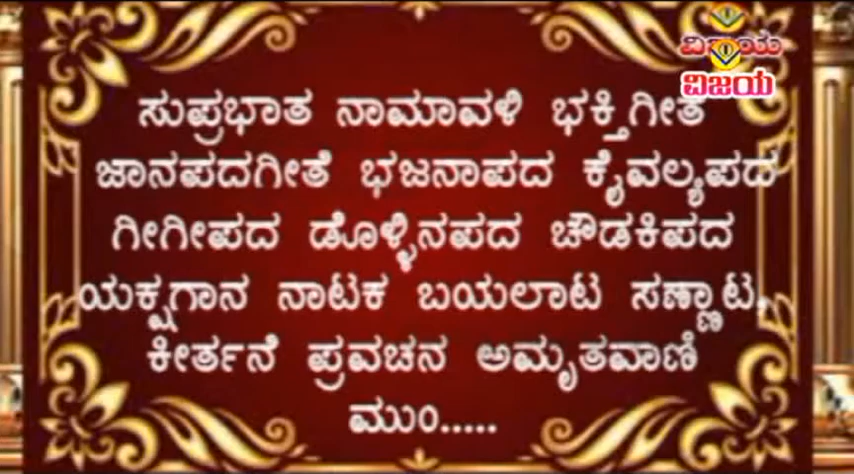 ವಿಜಯ
ವಿಜಯ
ಸುಪ್ರಭಾತ ನಾಮಾವಳಿ ಭಕ್ತಿಗೀತೆ
ಜಾನಪದಗೀತೆ ಭಜನಾಪದ ಕೈವಲ್ಯಪದ
ಗೀಗೀಪದ ಡೊಳ್ಳಿನಪದ ಚೌಡಕಿಪದ
ಯಕ್ಷಗಾನ ನಾಟಕ ಬಯಲಾಟ ಸಣ್ಣಾಟ,
ಕೀರ್ತನೆ ಪ್ರವಚನ ಅಮೃತವಾಣಿ
ಮುಂ.....